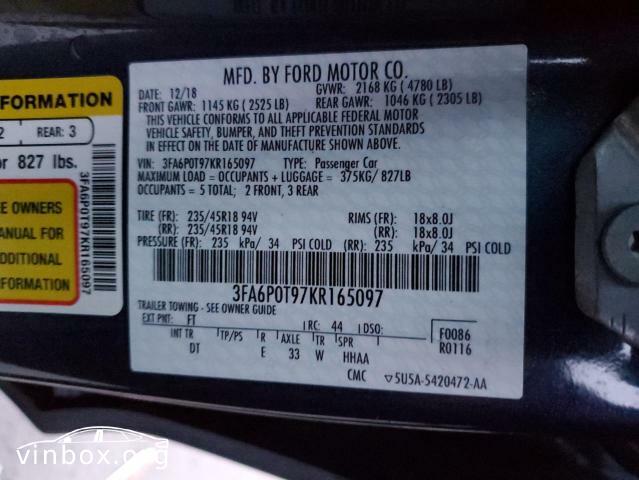 FORMATION
2 REAR: 3
or 827 lbs.
EE OWNERS
ANUAL FOR
ADDITIONAL
FORMATION
3FA6P0T97KR165097
MFD. BY FORD MOTOR CO.
DATE: 12/18 GVWR: 2168 KG ( 4780 LB)
FRONT GAWR: 1145 KG ( 2525 LB) REAR GAWR: 1046 KG ( 2305 LB)
THIS VEHICLE CONFORMS TO ALL APPLICABLE FEDERAL MOTOR
VEHICLE SAFETY, BUMPER, AND THEFT PREVENTION STANDARDS
IN EFFECT ON THE DATE OF MANUFACTURE SHOWN ABOVE.
VIN: 3FA6P0T97KR165097 TYPE: Passenger Car
MAXIMUM LOAD = OCCUPANTS + LUGGAGE = 375KG/ 827LB
OCCUPANTS = 5 TOTAL; 2 FRONT, 3 REAR
TIRE (FR): 235/45R18 94V RIMS (FR): 18x8.0J
(RR): 235/45R18 94V (RR): 18x8.0J
PRESSURE (FR): 235 kPa/ 34 PSI COLD (RR): 235 kPa/ 34 PSI COLD
3FA6P0T97KR165097
TRAILER TOWING - SEE OWNER GUIDE
EXT PNT: FT RC: 44 DSO: F0086
INT TR TP/PS R AXLE TR SPR R0116
DT E 33 W HHAA
CMC ▽5U5A-5420472-AA
vinbox.org